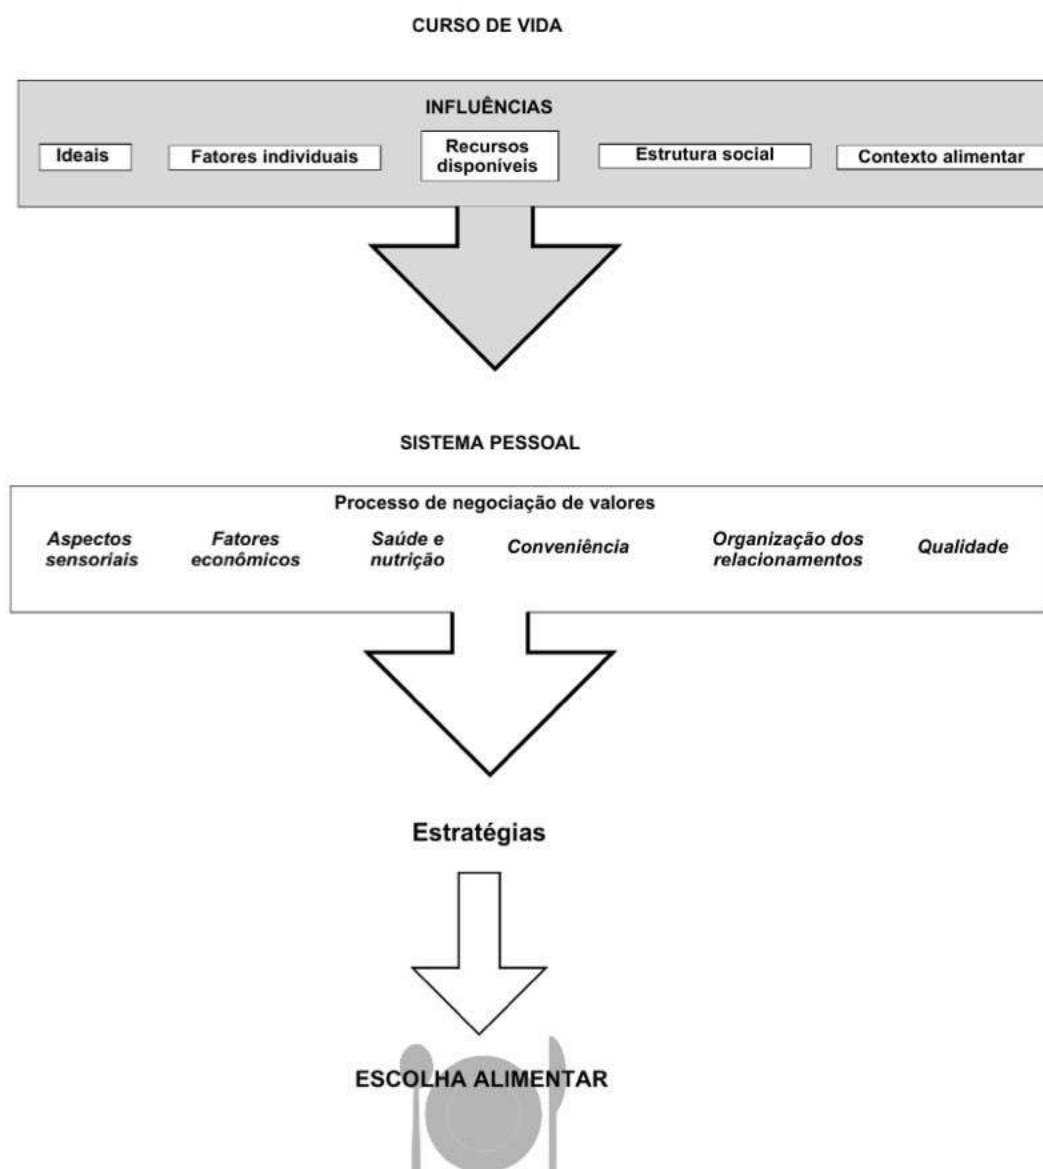 CURSO DE VIDA
INFLUÊNCIAS
Ideais
Fatores individuais
Recursos
disponíveis
Estrutura social
Contexto alimentar
SISTEMA PESSOAL
Processo de negociação de valores
Aspectos
sensoriais
Fatores
econômicos
Saúde e
nutrição
Conveniência
Organização dos
relacionamentos
Qualidade
Estratégias
ESCOLHA ALIMENTAR